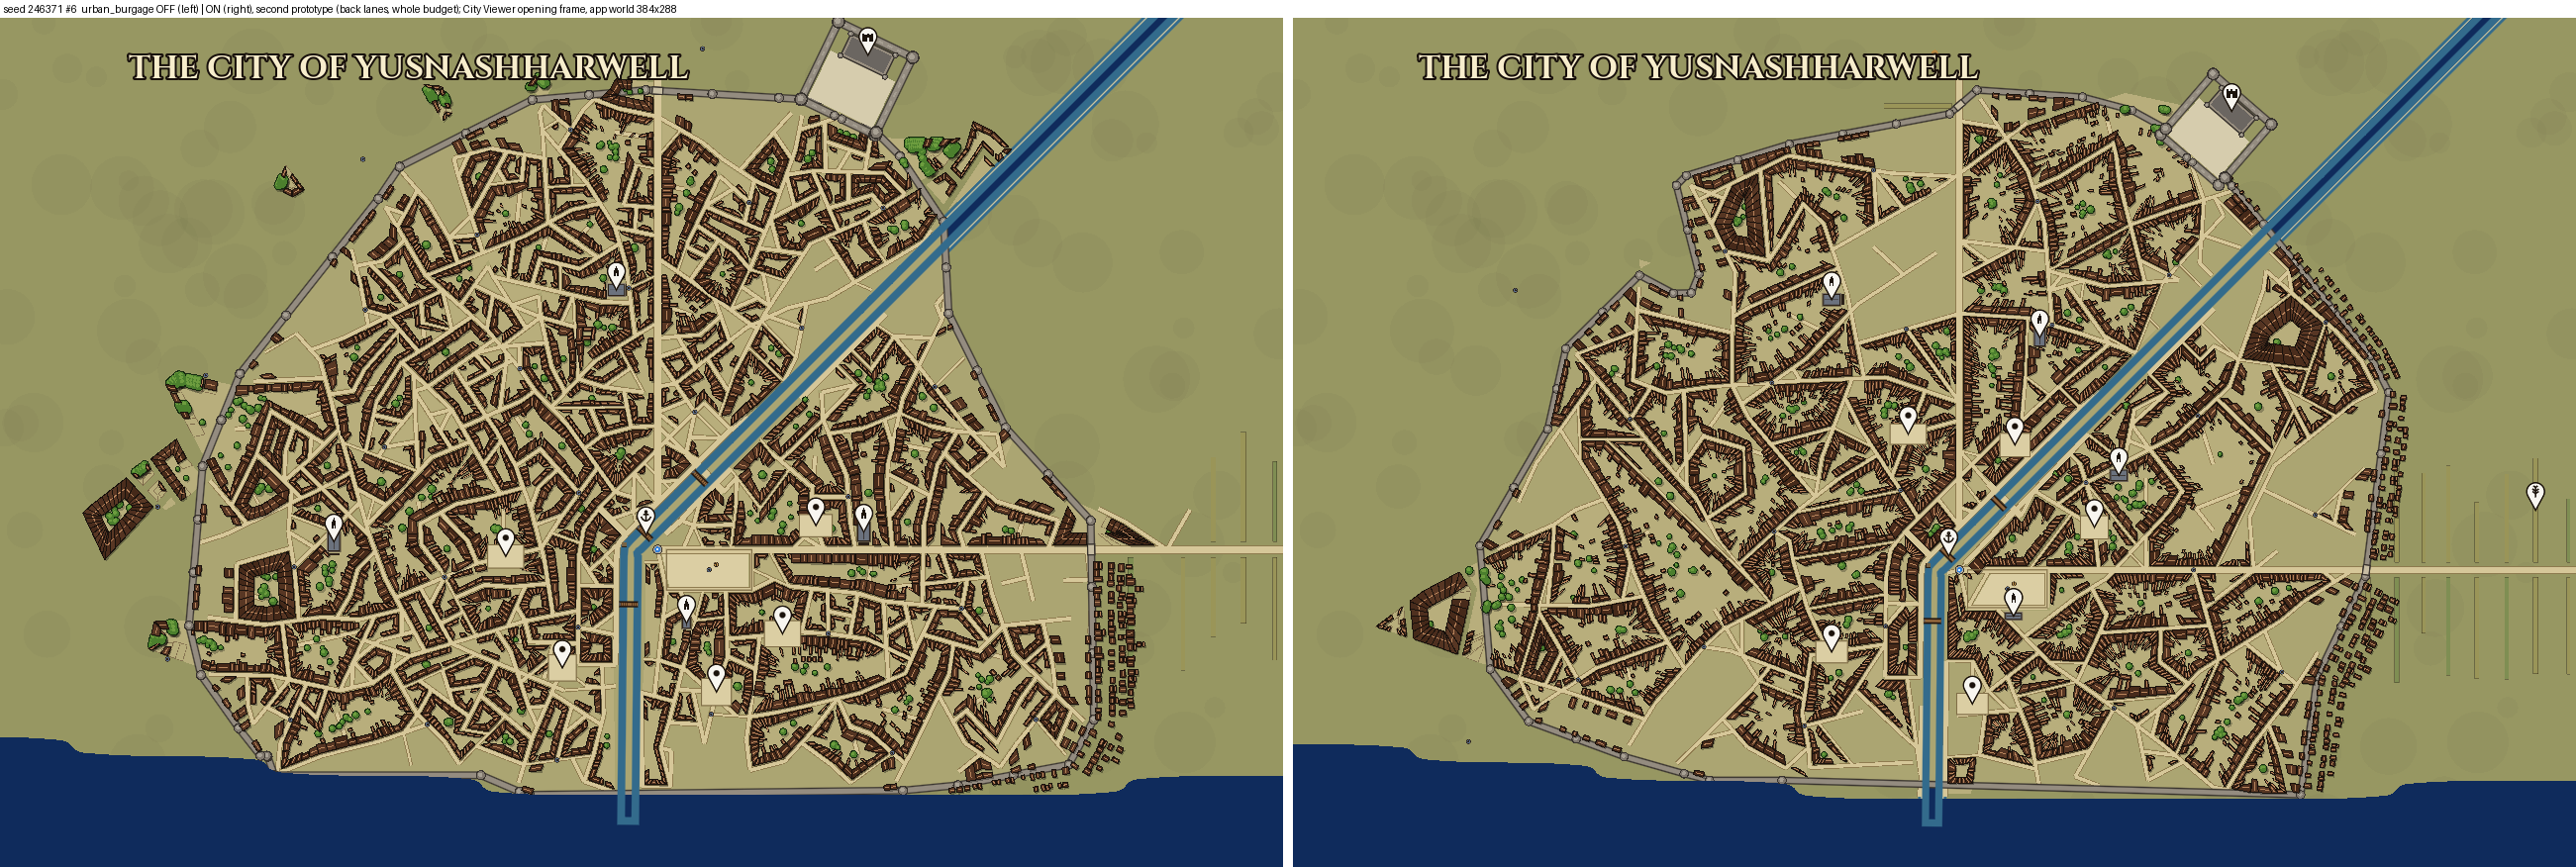 seed 246371 #6 urban_burgage OFF (left) | ON (right), second prototype (back lanes, whole budget); City Viewer opening frame, app world 384x288
THE CITY OF YUSNASHHARWELL
THE CITY OF YUSNASHHARWELL